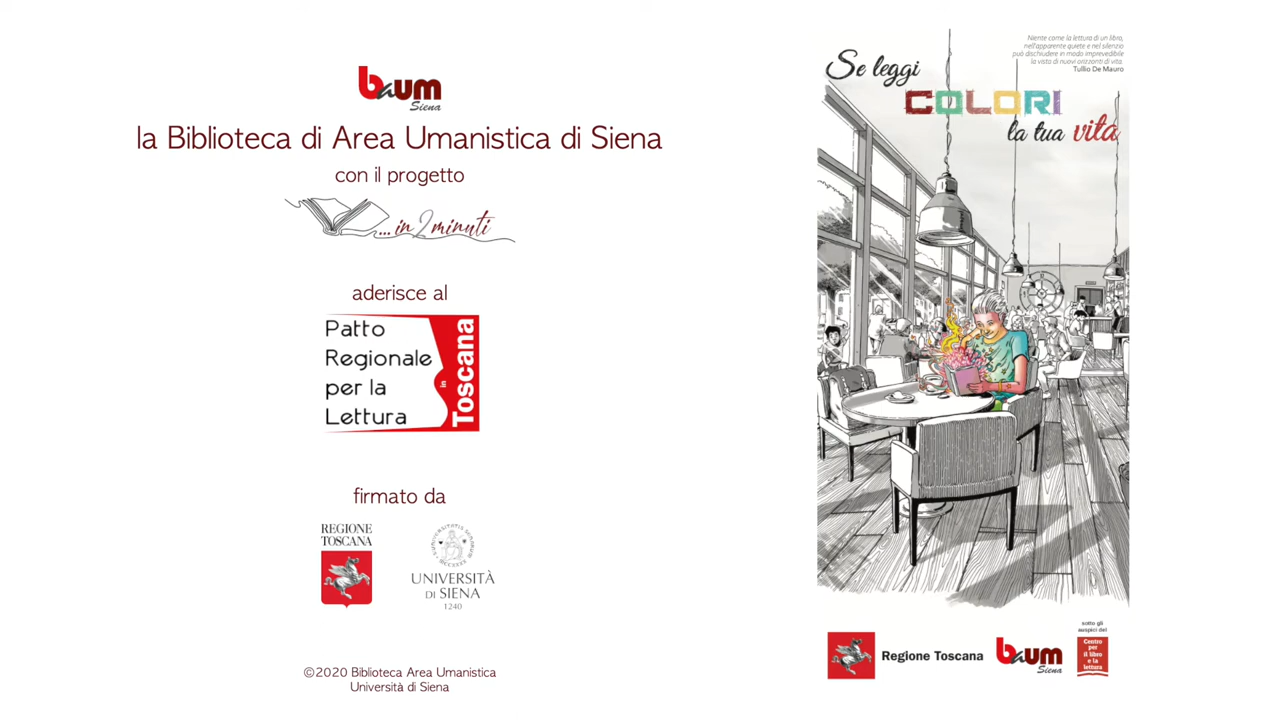 baum
Siena
la Biblioteca di Area Umanistica di Siena
con il progetto
...in 2 minuti
aderisce al
Patto
Regionale
per la
Lettura
in
Toscana
firmato da
REGIONE
TOSCANA
UNIVERSITÀ
DI SIENA
1240
©2020 Biblioteca Area Umanistica
Università di Siena
Niente come la lettura di un libro,
nell'apparente quiete e nel silenzio
può dischiudere in modo imprevedibile
la vista di nuovi orizzonti di vita.
Tullio De Mauro
Se leggi
COLORI
la tua vita
Regione Toscana
baum
Siena
sotto gli
auspici del
Centro
per
il libro
e la
lettura